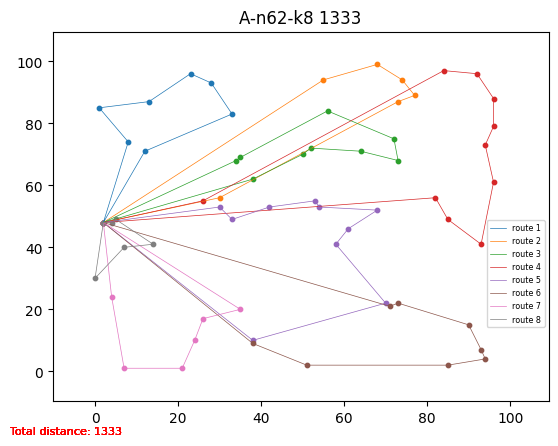 A-n62-k8 1333
100
80
60
40
20
0
0 20 40 60 80 100
route 1
route 2
route 3
route 4
route 5
route 6
route 7
route 8
Total distance: 1333